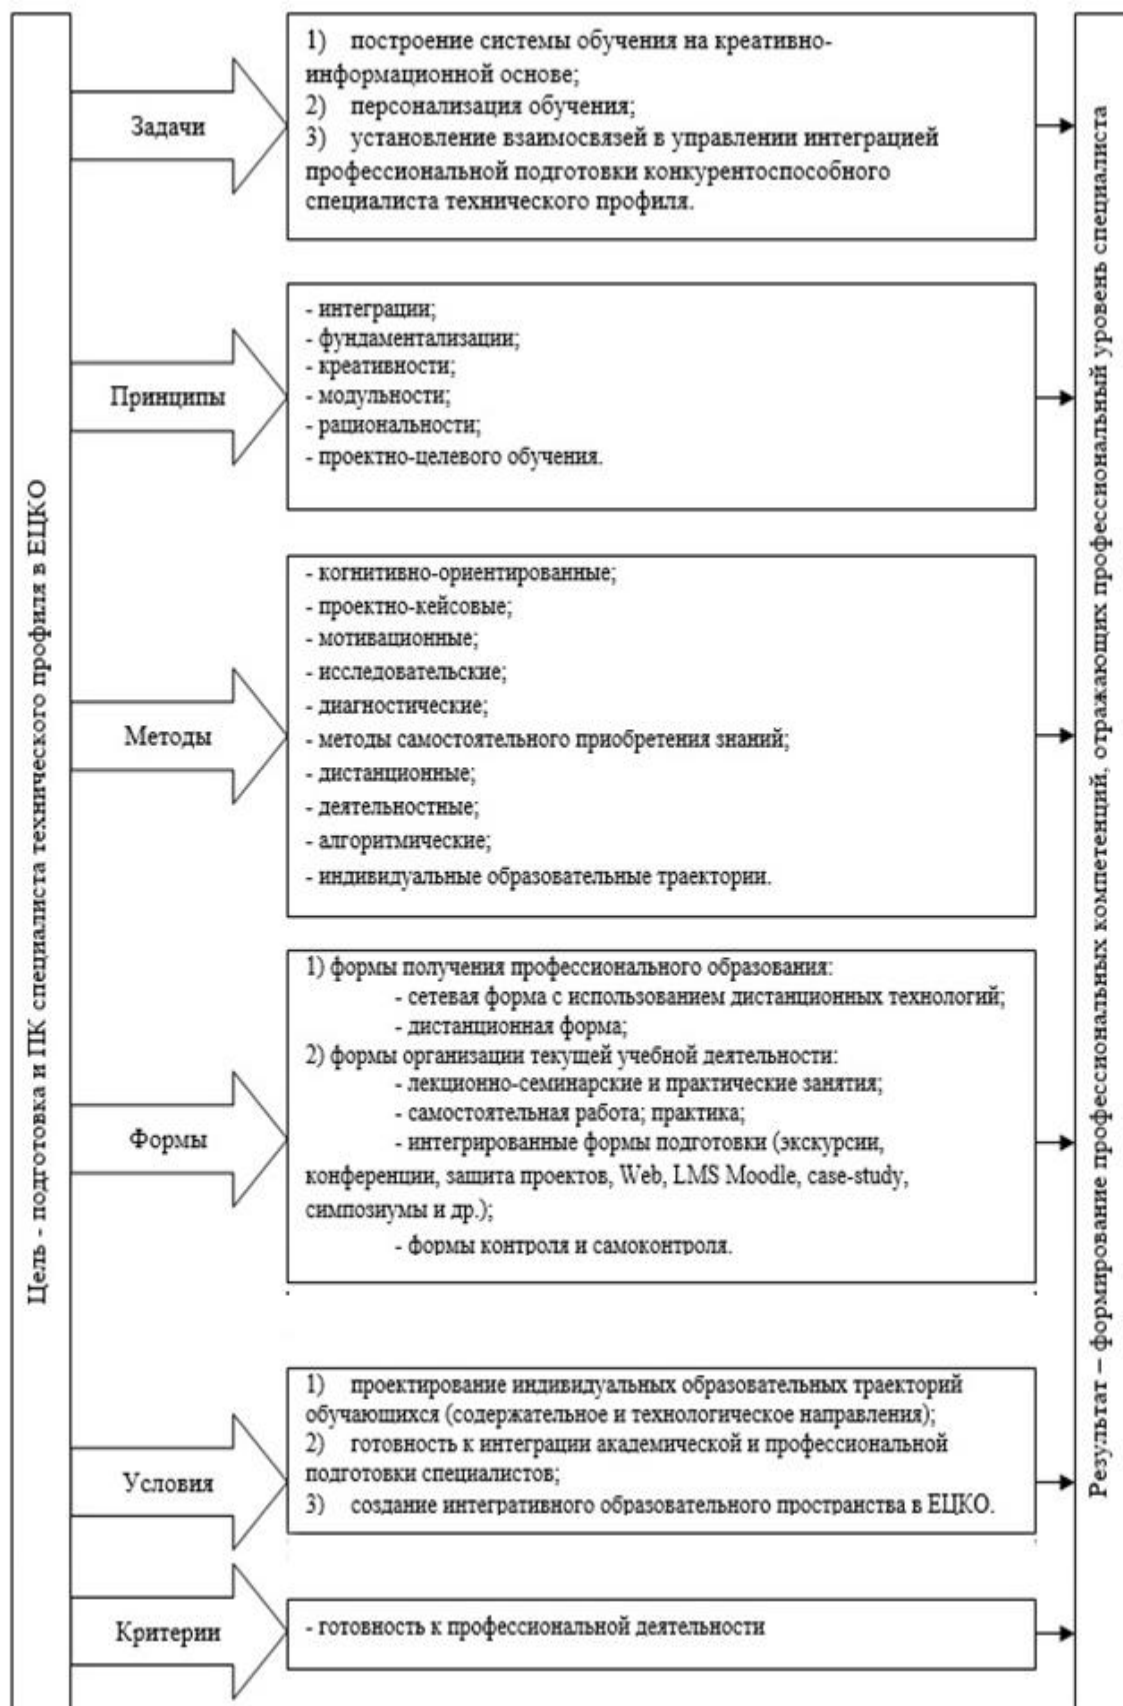 Цель - подготовка и ПК специалиста технического профиля в ЕЦКО
Задачи
1) построение системы обучения на креативно-
информационной основе;
2) персонализация обучения;
3) установление взаимосвязей в управлении интеграцией
профессиональной подготовки конкурентоспособного
специалиста технического профиля.
Принципы
- интеграции;
- фундаментализации;
- креативности;
- модульности;
- рациональности;
- проектно-целевого обучения.
Методы
- когнитивно-ориентированные;
- проектно-кейсовые;
- мотивационные;
- исследовательские;
- диагностические;
- методы самостоятельного приобретения знаний;
- дистанционные;
- деятельностные;
- алгоритмические;
- индивидуальные образовательные траектории.
Формы
1) формы получения профессионального образования:
- сетевая форма с использованием дистанционных технологий;
- дистанционная форма;
2) формы организации текущей учебной деятельности:
- лекционно-семинарские и практические занятия;
- самостоятельная работа; практика;
- интегрированные формы подготовки (экскурсии,
конференции, защита проектов, Web, LMS Moodle, case-study,
симпозиумы и др.);
- формы контроля и самоконтроля.
Условия
1) проектирование индивидуальных образовательных траекторий
обучающихся (содержательное и технологическое направления);
2) готовность к интеграции академической и профессиональной
подготовки специалистов;
3) создание интегративного образовательного пространства в ЕЦКО.
Критерии
- готовность к профессиональной деятельности
Результат – формирование профессиональных компетенций, отражающих профессиональный уровень специалиста